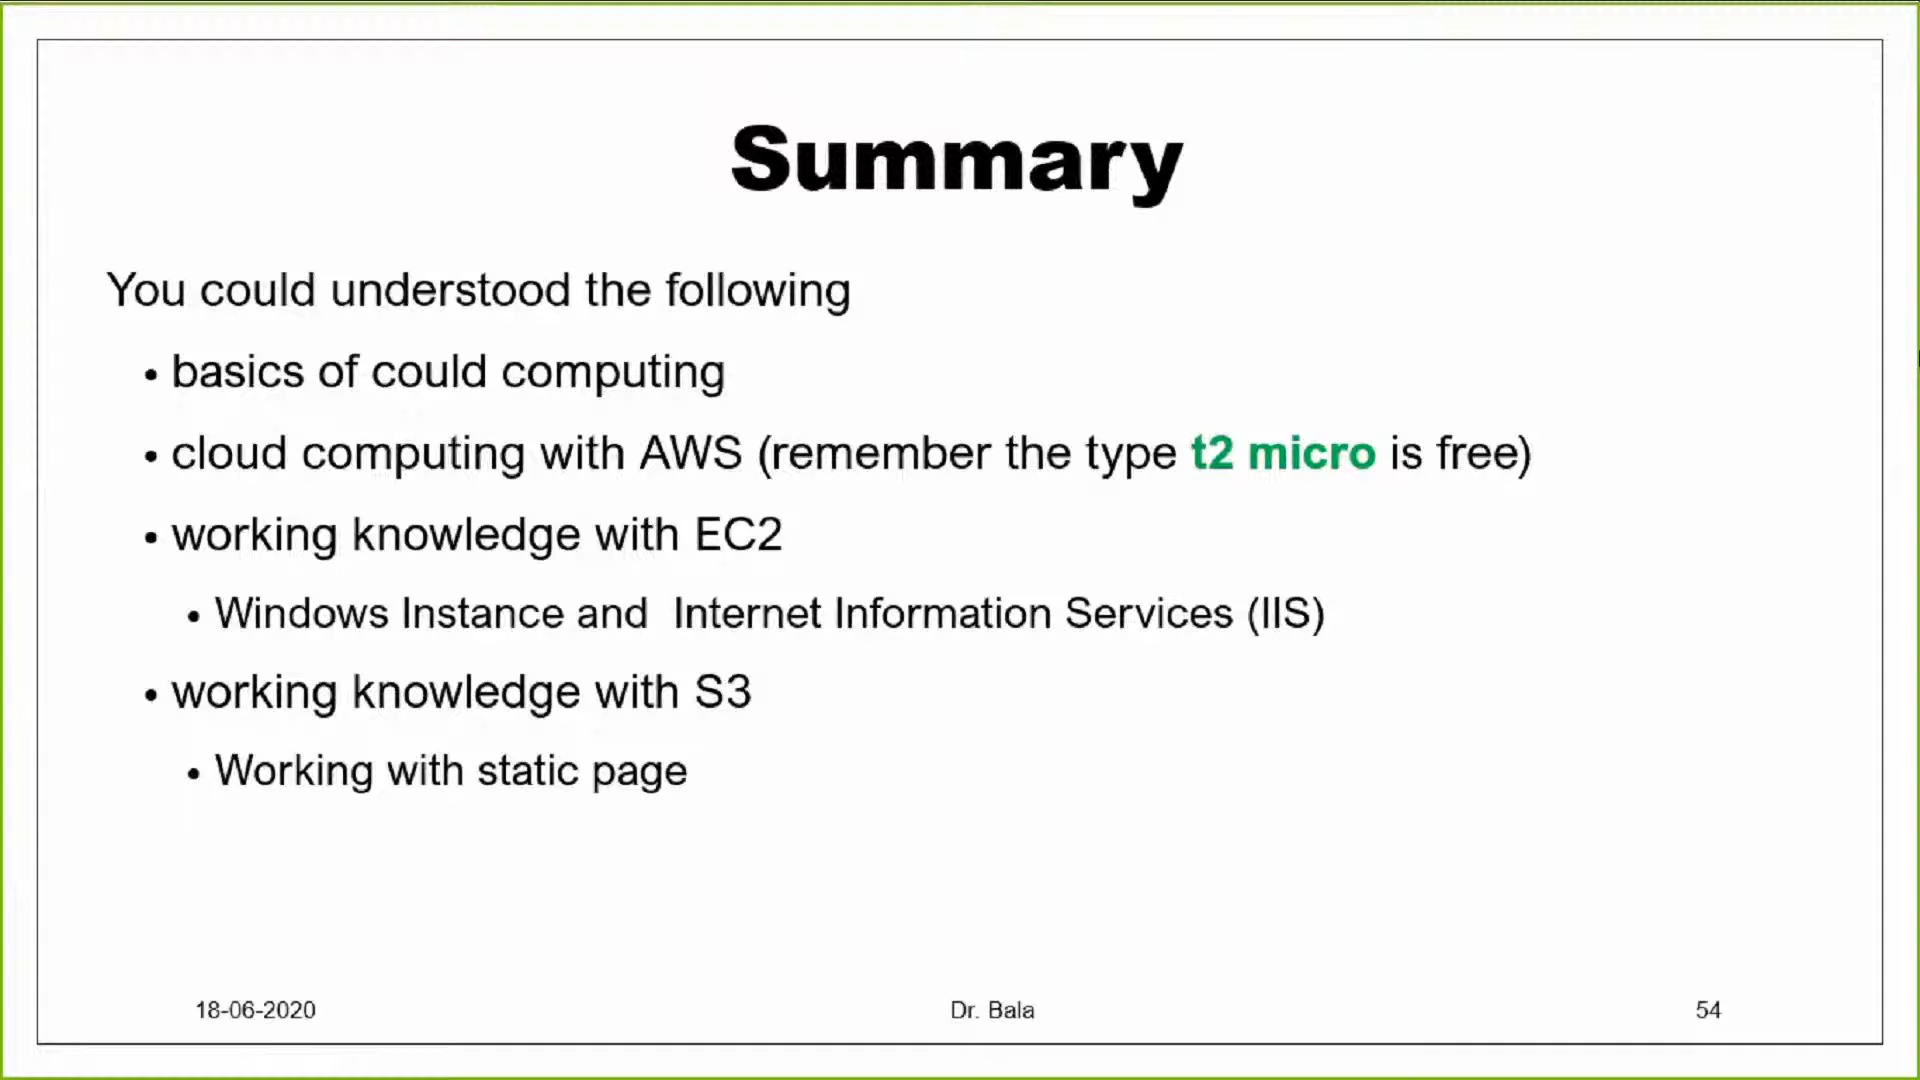 Summary
You could understood the following
• basics of could computing
• cloud computing with AWS (remember the type t2 micro is free)
• working knowledge with EC2
• Windows Instance and  Internet Information Services (IIS)
• working knowledge with S3
• Working with static page
18-06-2020 Dr. Bala 54